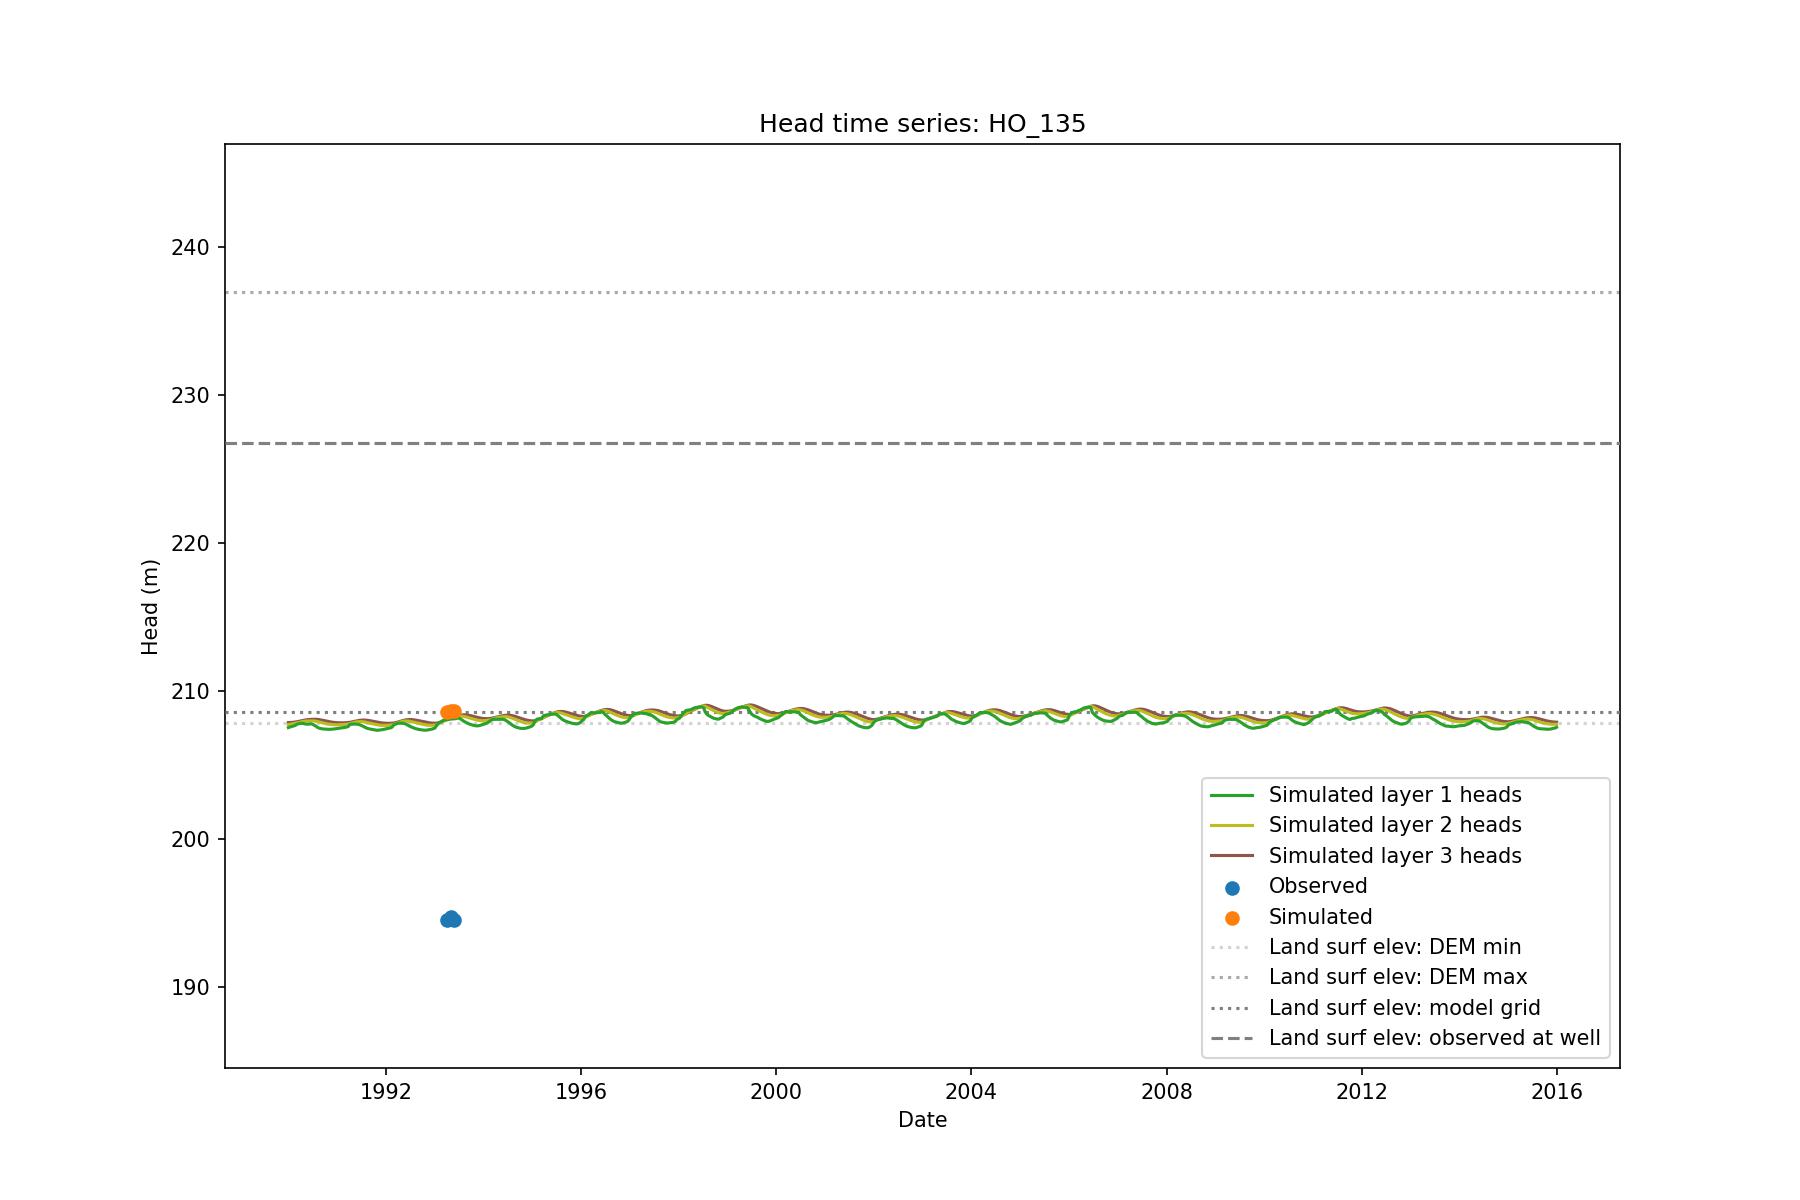 Head time series: HO_135
240
230
220
210
200
190
Head (m)
Simulated layer 1 heads
Simulated layer 2 heads
Simulated layer 3 heads
Observed
Simulated
Land surf elev: DEM min
Land surf elev: DEM max
Land surf elev: model grid
Land surf elev: observed at well
1992 1996 2000 2004 2008 2012 2016
Date